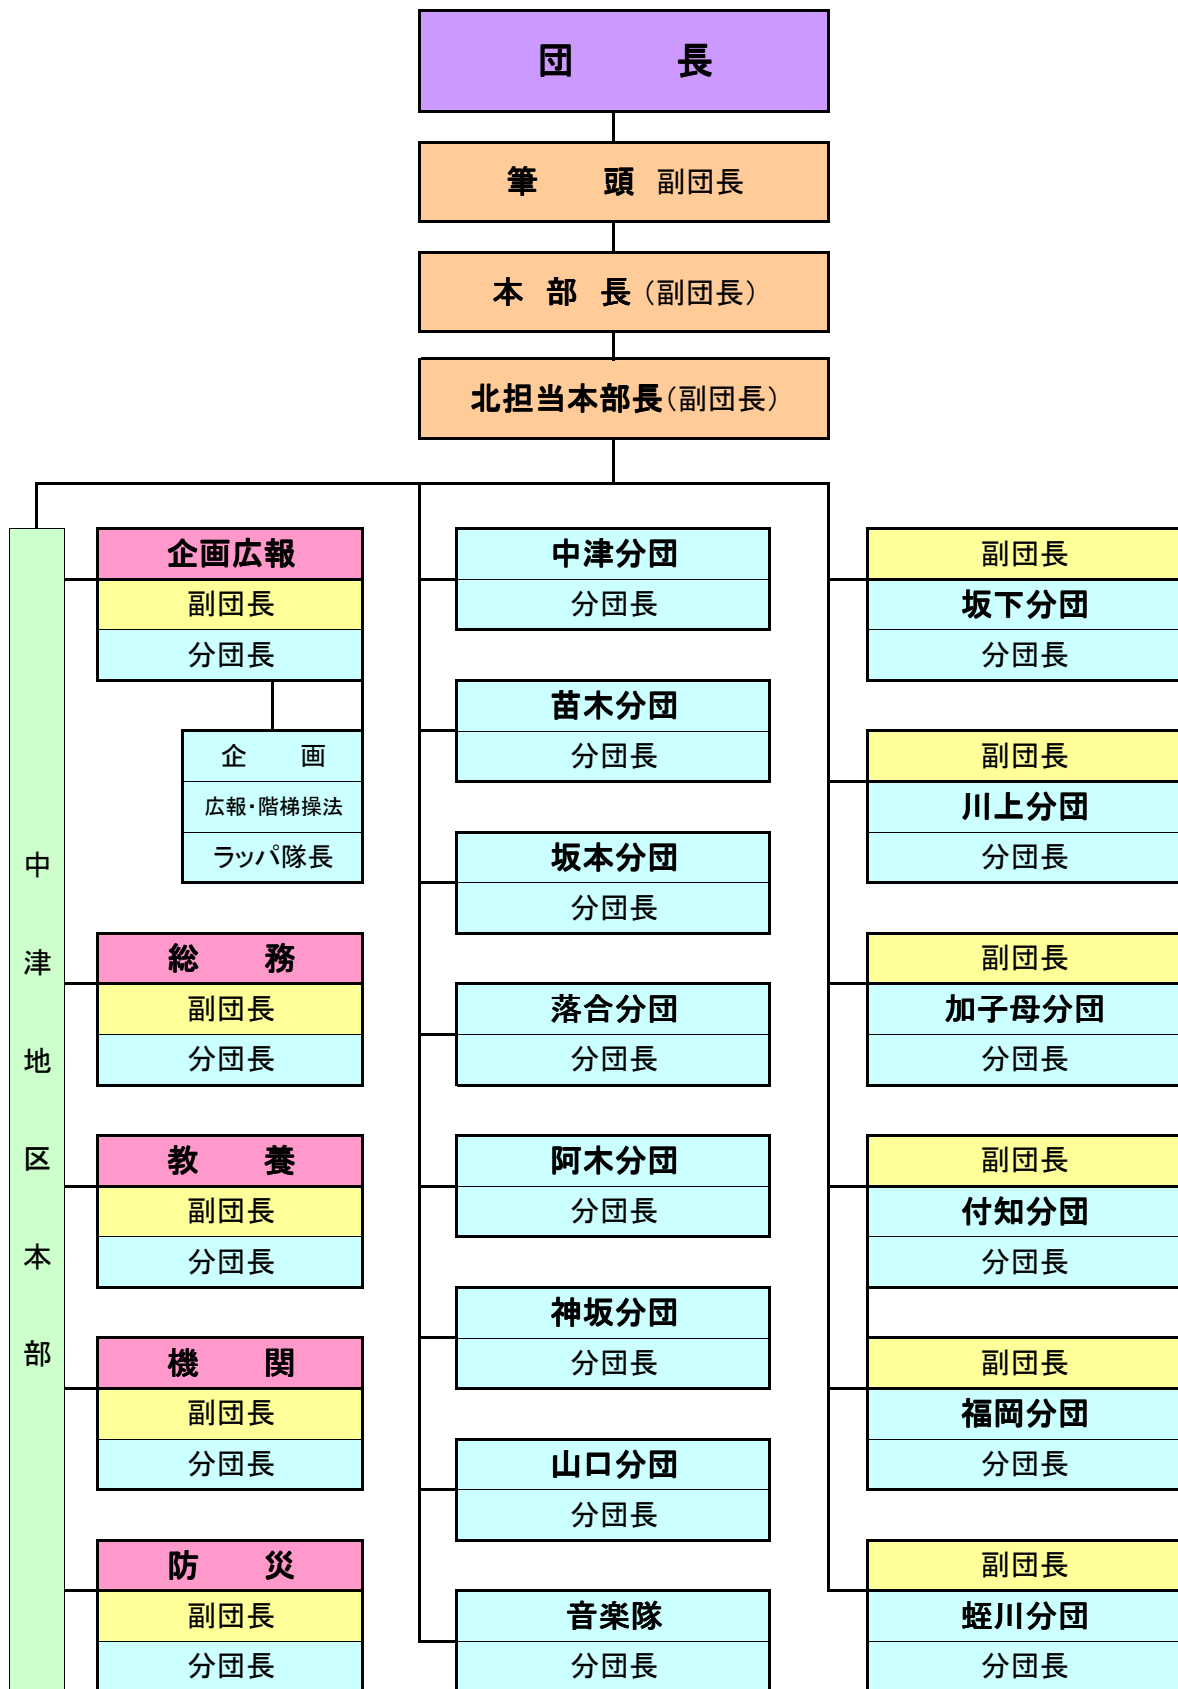 団 長
筆 頭 副団長
本 部 長（副団長）
北担当本部長（副団長）
中津地区本部
企画広報
副団長
分団長
企 画
広報・階梯操法
ラッパ隊長
総 務
副団長
分団長
教 養
副団長
分団長
機 関
副団長
分団長
防 災
副団長
分団長
中津分団
分団長
苗木分団
分団長
坂本分団
分団長
落合分団
分団長
阿木分団
分団長
神坂分団
分団長
山口分団
分団長
音楽隊
分団長
副団長
坂下分団
分団長
副団長
川上分団
分団長
副団長
加子母分団
分団長
副団長
付知分団
分団長
副団長
福岡分団
分団長
副団長
蛭川分団
分団長